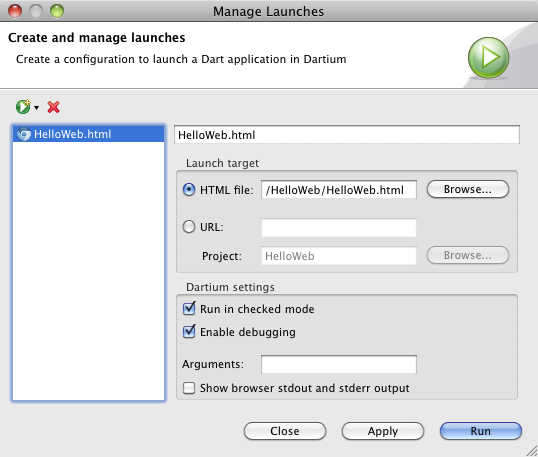 Manage Launches
Create and manage launches
Create a configuration to launch a Dart application in Dartium
HelloWeb.html
HelloWeb.html
Launch target
HTML file: /HelloWeb/HelloWeb.html Browse...
URL:
Project: HelloWeb Browse...
Dartium settings
Run in checked mode
Enable debugging
Arguments:
Show browser stdout and stderr output
Close Apply Run